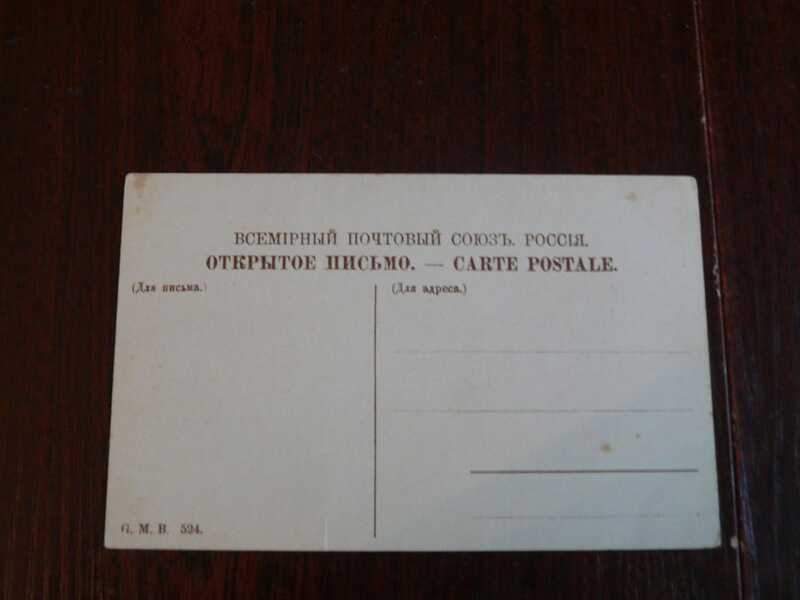 ВСЕМІРНЫЙ ПОЧТОВЫЙ СОЮЗЪ. РОССІЯ.
ОТКРЫТОЕ ПИСЬМО. — CARTE POSTALE.
(Для письма.)
(Для адреса.)
G. M. B. 524.